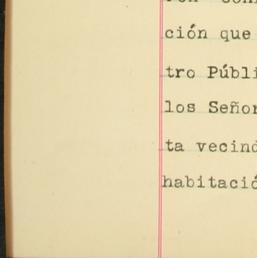 ción que
tro Públi
los Señor
ta vecind
habitació